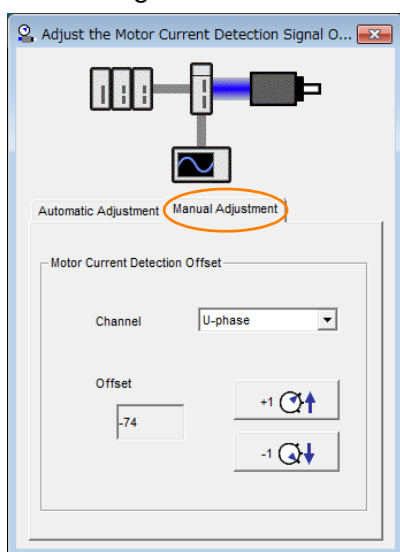 Adjust the Motor Current Detection Signal O...
Automatic Adjustment Manual Adjustment
Motor Current Detection Offset
Channel U-phase
Offset
-74
+1
-1